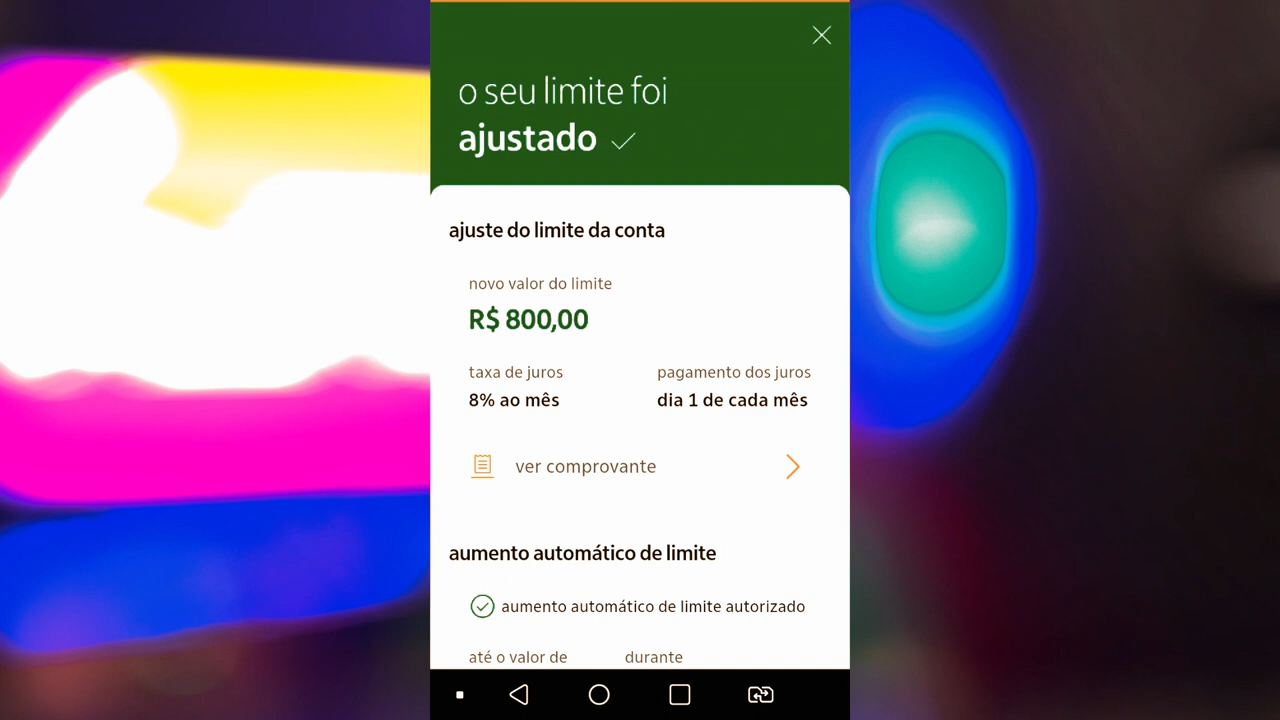 o seu limite foi
ajustado
ajuste do limite da conta
novo valor do limite
R$ 800,00
taxa de juros
pagamento dos juros
8% ao mês
dia 1 de cada mês
ver comprovante
aumento automático de limite
aumento automático de limite autorizado
até o valor de
durante